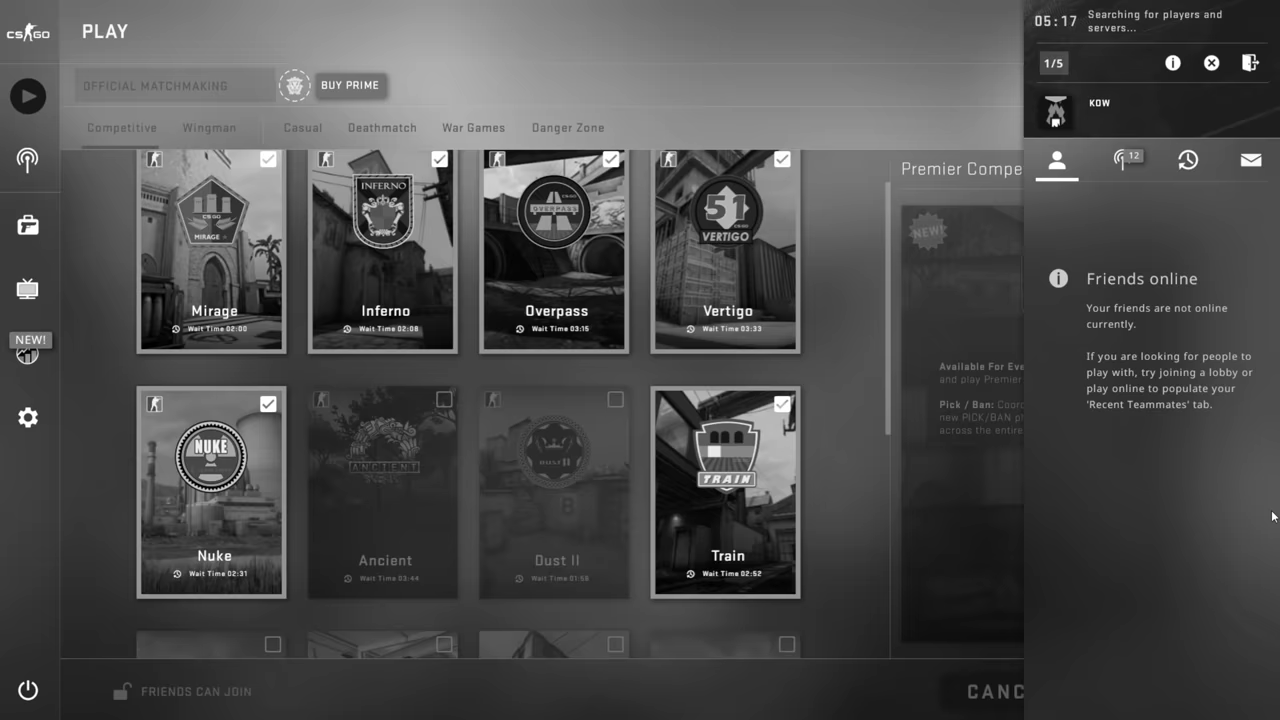 CS GO
PLAY
OFFICIAL MATCHMAKING
BUY PRIME
Competitive
Wingman
Casual
Deathmatch
War Games
Danger Zone
CS GO
MIRAGE
Mirage
Wait Time 02:00
INFERNO
Inferno
Wait Time 02:08
OVERPASS
Overpass
Wait Time 03:15
51
VERTIGO
Vertigo
Wait Time 03:33
NUKE
Nuke
Wait Time 02:31
ANCIENT
Ancient
Wait Time 03:44
DUST II
Dust II
TRAIN
Train
Wait Time 02:52
Premier Compe
NEW!
Available For Eve
and play Premier
Pick / Ban: Coord
new PICK/BAN p
across the entire
NEW!
FRIENDS CAN JOIN
CANC
05:17
Searching for players and
servers...
1/5
KOW
12
Friends online
Your friends are not online
currently.
If you are looking for people to
play with, try joining a lobby or
play online to populate your
'Recent Teammates' tab.